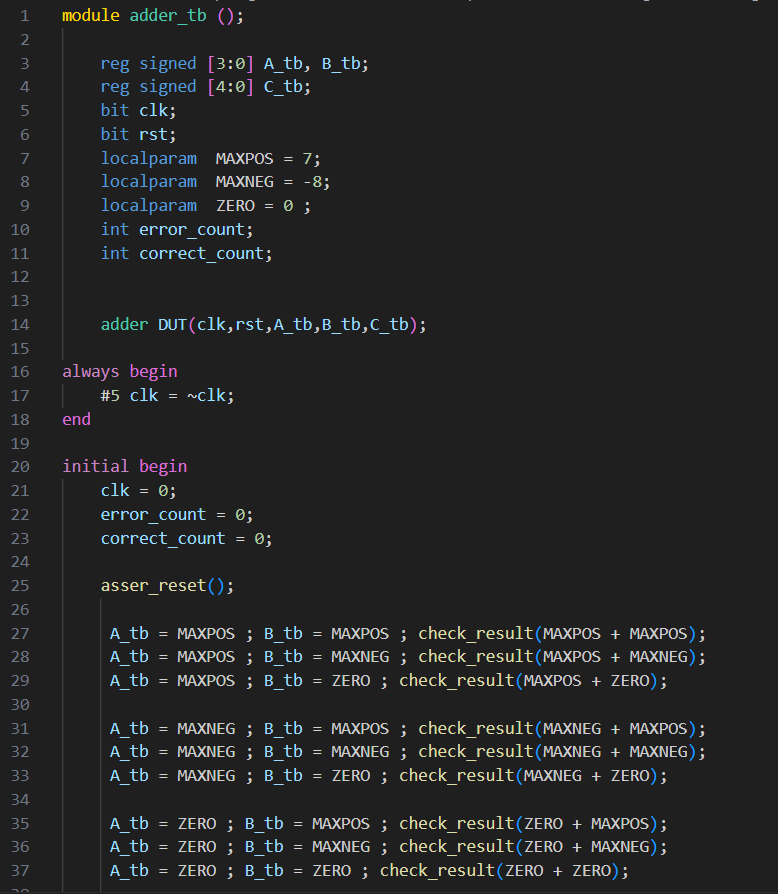 1 module adder_tb ();
2
3 reg signed [3:0] A_tb, B_tb;
4 reg signed [4:0] C_tb;
5 bit clk;
6 bit rst;
7 localparam  MAXPOS = 7;
8 localparam  MAXNEG = -8;
9 localparam  ZERO = 0 ;
10 int error_count;
11 int correct_count;
12
13
14 adder DUT(clk,rst,A_tb,B_tb,C_tb);
15
16 always begin
17 #5 clk = ~clk;
18 end
19
20 initial begin
21 clk = 0;
22 error_count = 0;
23 correct_count = 0;
24
25 asser_reset();
26
27 A_tb = MAXPOS ; B_tb = MAXPOS ; check_result(MAXPOS + MAXPOS);
28 A_tb = MAXPOS ; B_tb = MAXNEG ; check_result(MAXPOS + MAXNEG);
29 A_tb = MAXPOS ; B_tb = ZERO ; check_result(MAXPOS + ZERO);
30
31 A_tb = MAXNEG ; B_tb = MAXPOS ; check_result(MAXNEG + MAXPOS);
32 A_tb = MAXNEG ; B_tb = MAXNEG ; check_result(MAXNEG + MAXNEG);
33 A_tb = MAXNEG ; B_tb = ZERO ; check_result(MAXNEG + ZERO);
34
35 A_tb = ZERO ; B_tb = MAXPOS ; check_result(ZERO + MAXPOS);
36 A_tb = ZERO ; B_tb = MAXNEG ; check_result(ZERO + MAXNEG);
37 A_tb = ZERO ; B_tb = ZERO ; check_result(ZERO + ZERO);